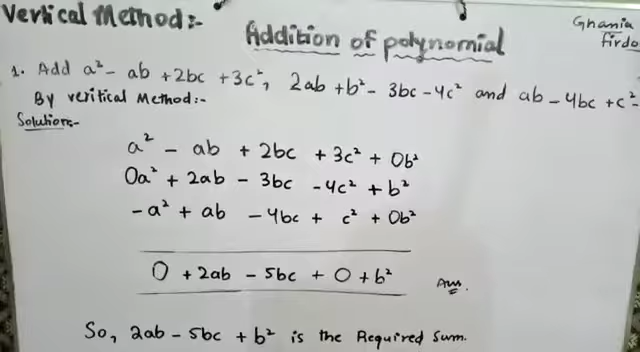 Vertical Method:-
Addition of polynomial
Ghania
firdo
1. Add a² - ab + 2bc + 3c², 2ab + b² - 3bc - 4c² and ab - 4bc + c² -
By veritical Method:-
Solution:-
a² - ab + 2bc + 3c² + 0b²
0a² + 2ab - 3bc - 4c² + b²
-a² + ab - 4bc + c² + 0b²
0 + 2ab - 5bc + 0 + b² Ans.
So, 2ab - 5bc + b² is the Required Sum.